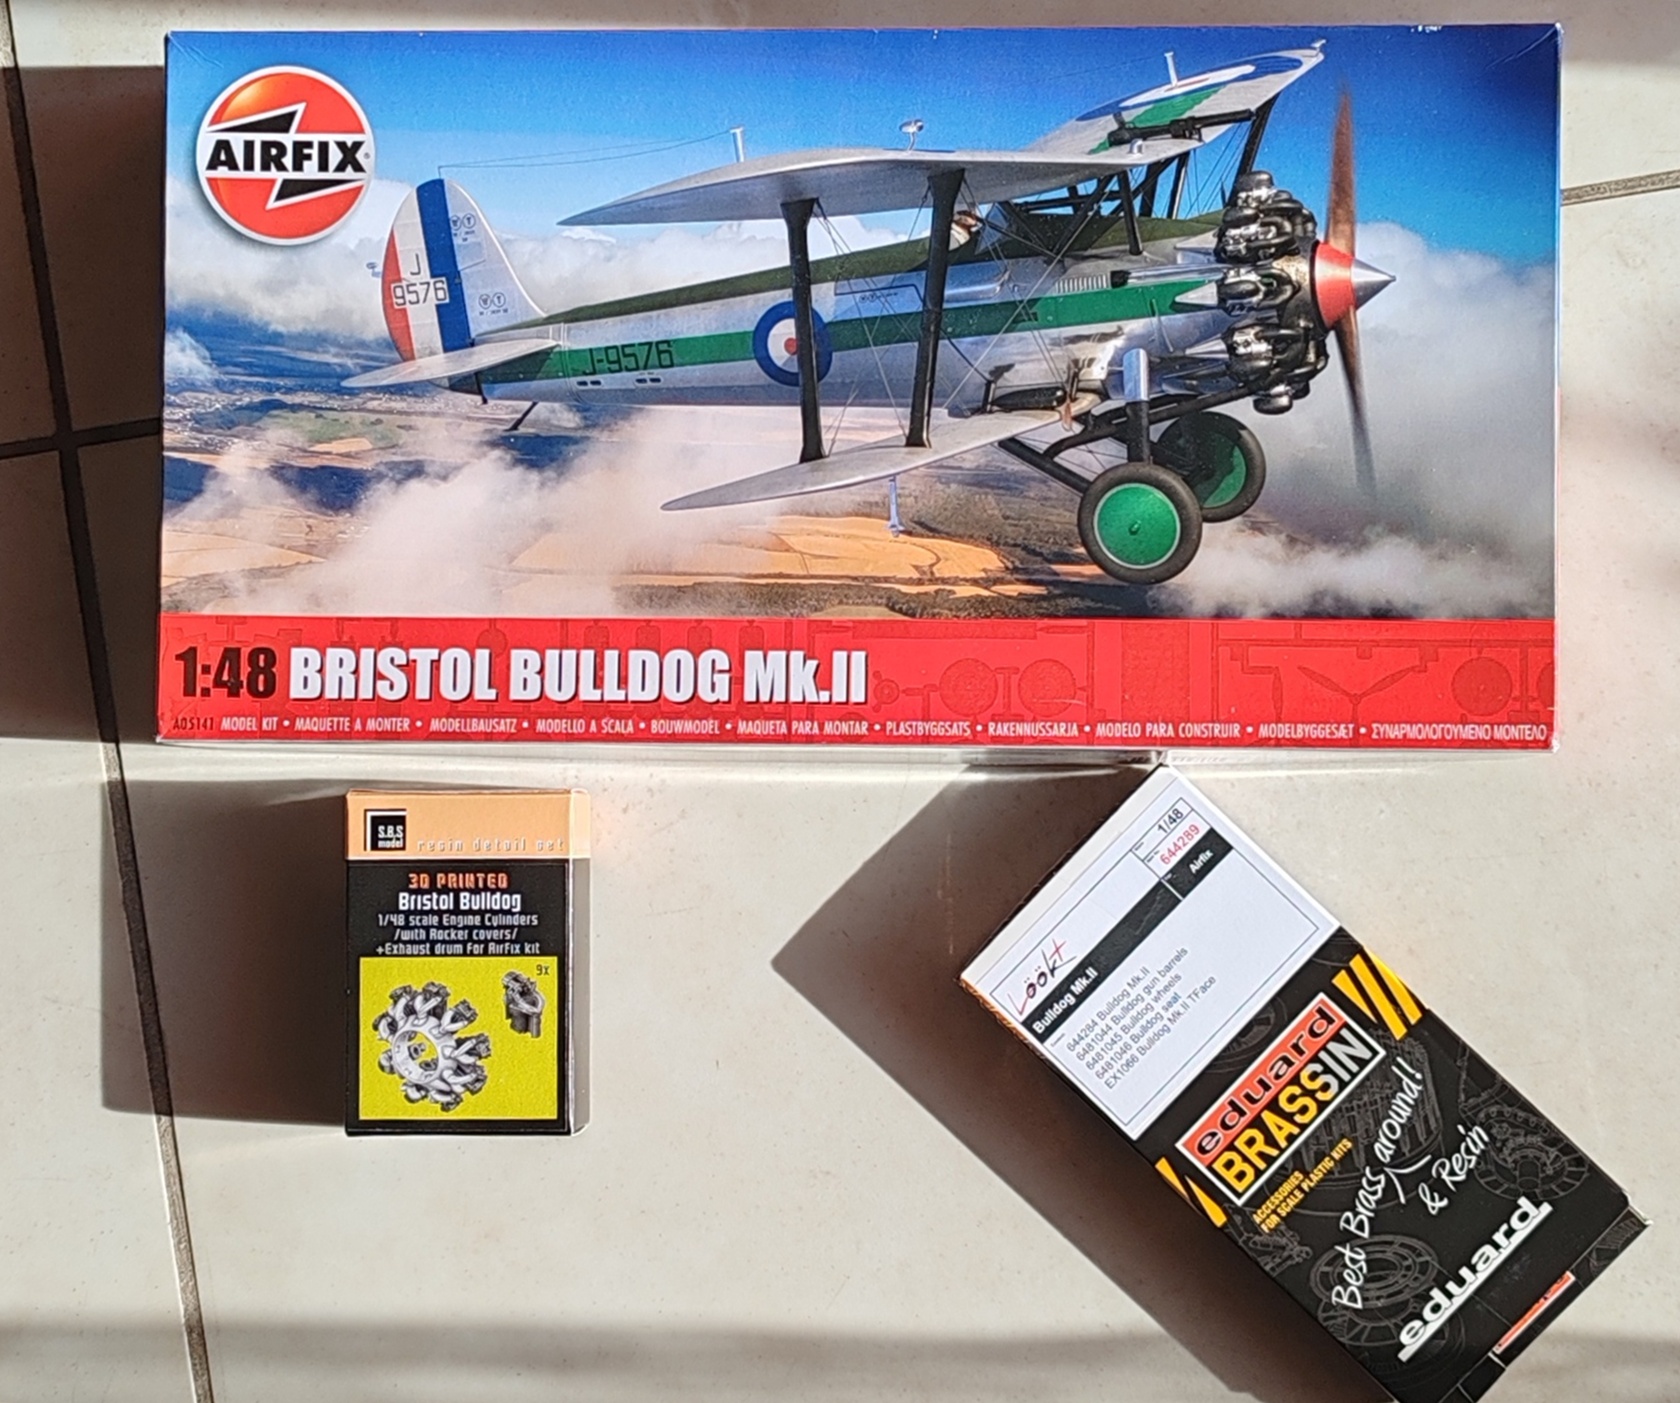 AIRFIX
J
9576
J-9576
1:48 BRISTOL BULLDOG Mk.II
A05141 MODEL KIT • MAQUETTE A MONTER • MODELLBAUSATZ • MODELLO A SCALA • BOUWMODEL • MAQUETA PARA MONTAR • PLASTBYGGSATS • RAKENNUSSARJA • MODELO PARA CONSTRUIR • MODELBYGGESÆT • ΣΥΝΑΡΜΟΛΟΓΟΥΜΕΝΟ ΜΟΝΤΕΛΟ
S.B.S
model
resin detail set
3D PRINTED
Bristol Bulldog
1/48 scale Engine Cylinders
/with Rocker covers/
+Exhaust drum For AirFix kit
9x
1/48
644289
Löök+
Bulldog Mk.II
Airfix
644284 Bulldog Mk.II
6481044 Bulldog gun barrels
6481045 Bulldog wheels
6481046 Bulldog seat
EX1066 Bulldog Mk.II TFace
eduard
BRASSIN
ACCESSORIES
FOR SCALE PLASTIC KITS
Best Brass around!
& Resin
eduard